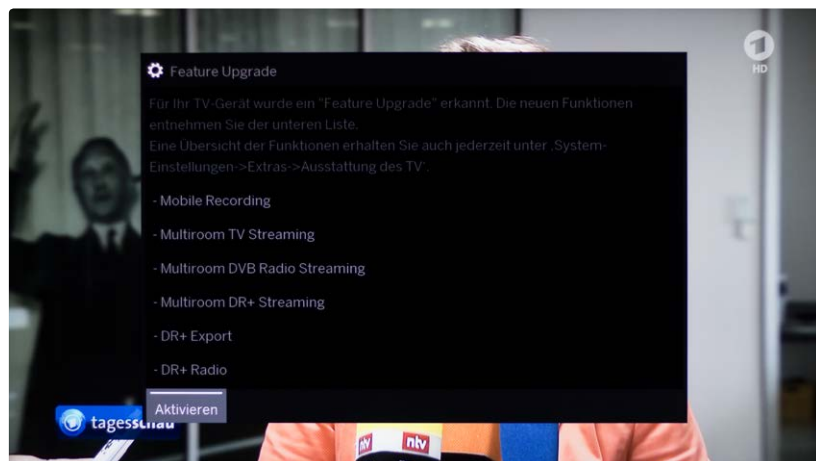 1
HD
Feature Upgrade
Für Ihr TV-Gerät wurde ein "Feature Upgrade" erkannt. Die neuen Funktionen
entnehmen Sie der unteren Liste.
Eine Übersicht der Funktionen erhalten Sie auch jederzeit unter ‚System-
Einstellungen->Extras->Ausstattung des TV‘.
- Mobile Recording
- Multiroom TV Streaming
- Multiroom DVB Radio Streaming
- Multiroom DR+ Streaming
- DR+ Export
- DR+ Radio
Aktivieren
tagesschau
ntv
ntv